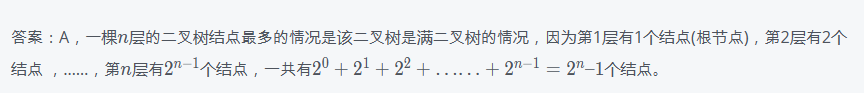 答案：A，一棵n层的二叉树结点最多的情况是该二叉树是满二叉树的情况，因为第1层有1个结点(根节点)，第2层有2个
结点 ，......，第n层有2^{n-1}个结点，一共有2^0 + 2^1 + 2^2 + …… + 2^{n-1} = 2^n–1个结点。